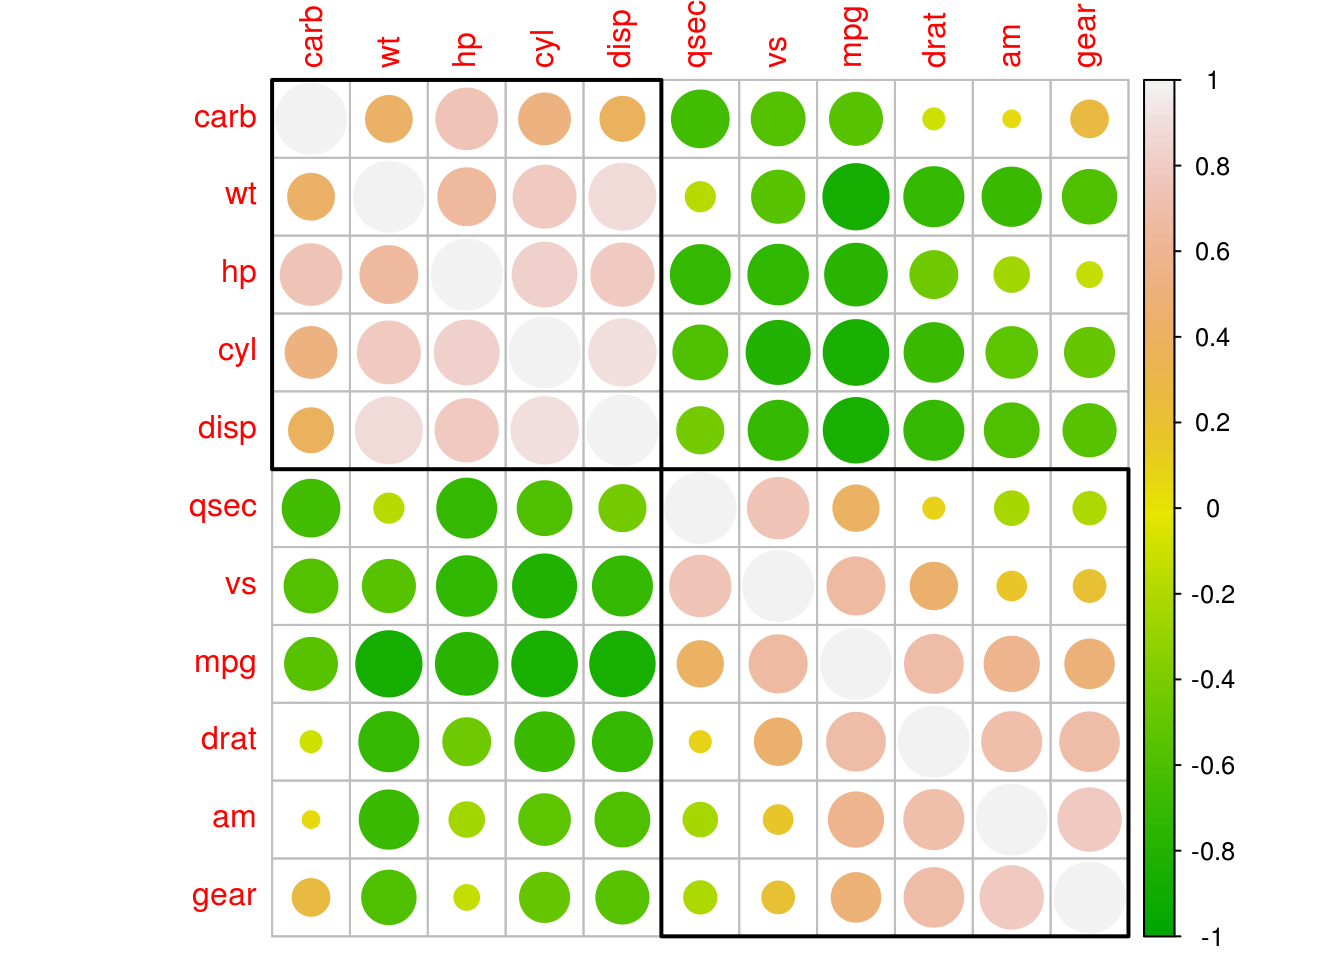 carb wt hp cyl disp qsec vs mpg drat am gear
carb
wt
hp
cyl
disp
qsec
vs
mpg
drat
am
gear
1
0.8
0.6
0.4
0.2
0
-0.2
-0.4
-0.6
-0.8
-1